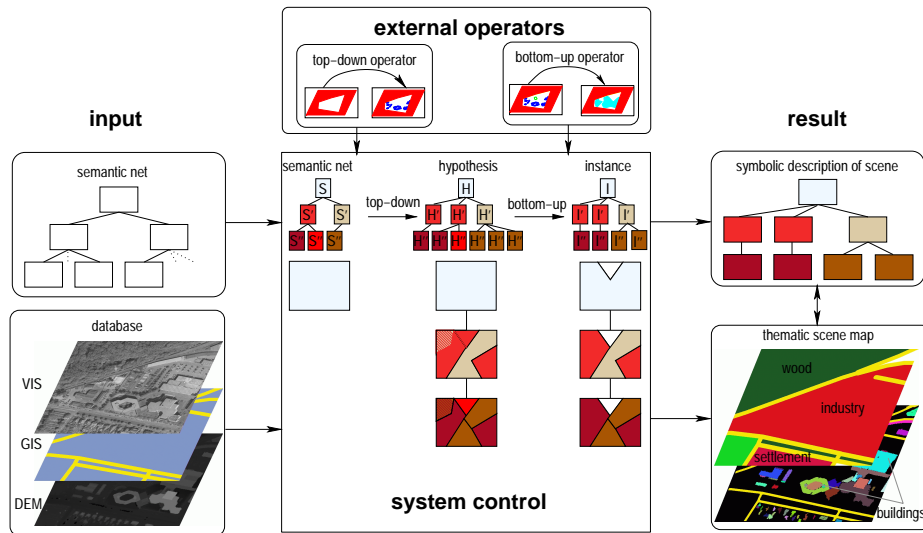 external operators
top-down operator
bottom-up operator
input
result
semantic net
semantic net
hypothesis
instance
symbolic description of scene
S
H
I
top-down
bottom-up
S' S'
H' H' H'
I' I' I'
S'' S'' S''
H'' H'' H'' H'' H'' H''
I'' I'' I'' I''
database
thematic scene map
VIS
GIS
DEM
wood
industry
settlement
buildings
system control